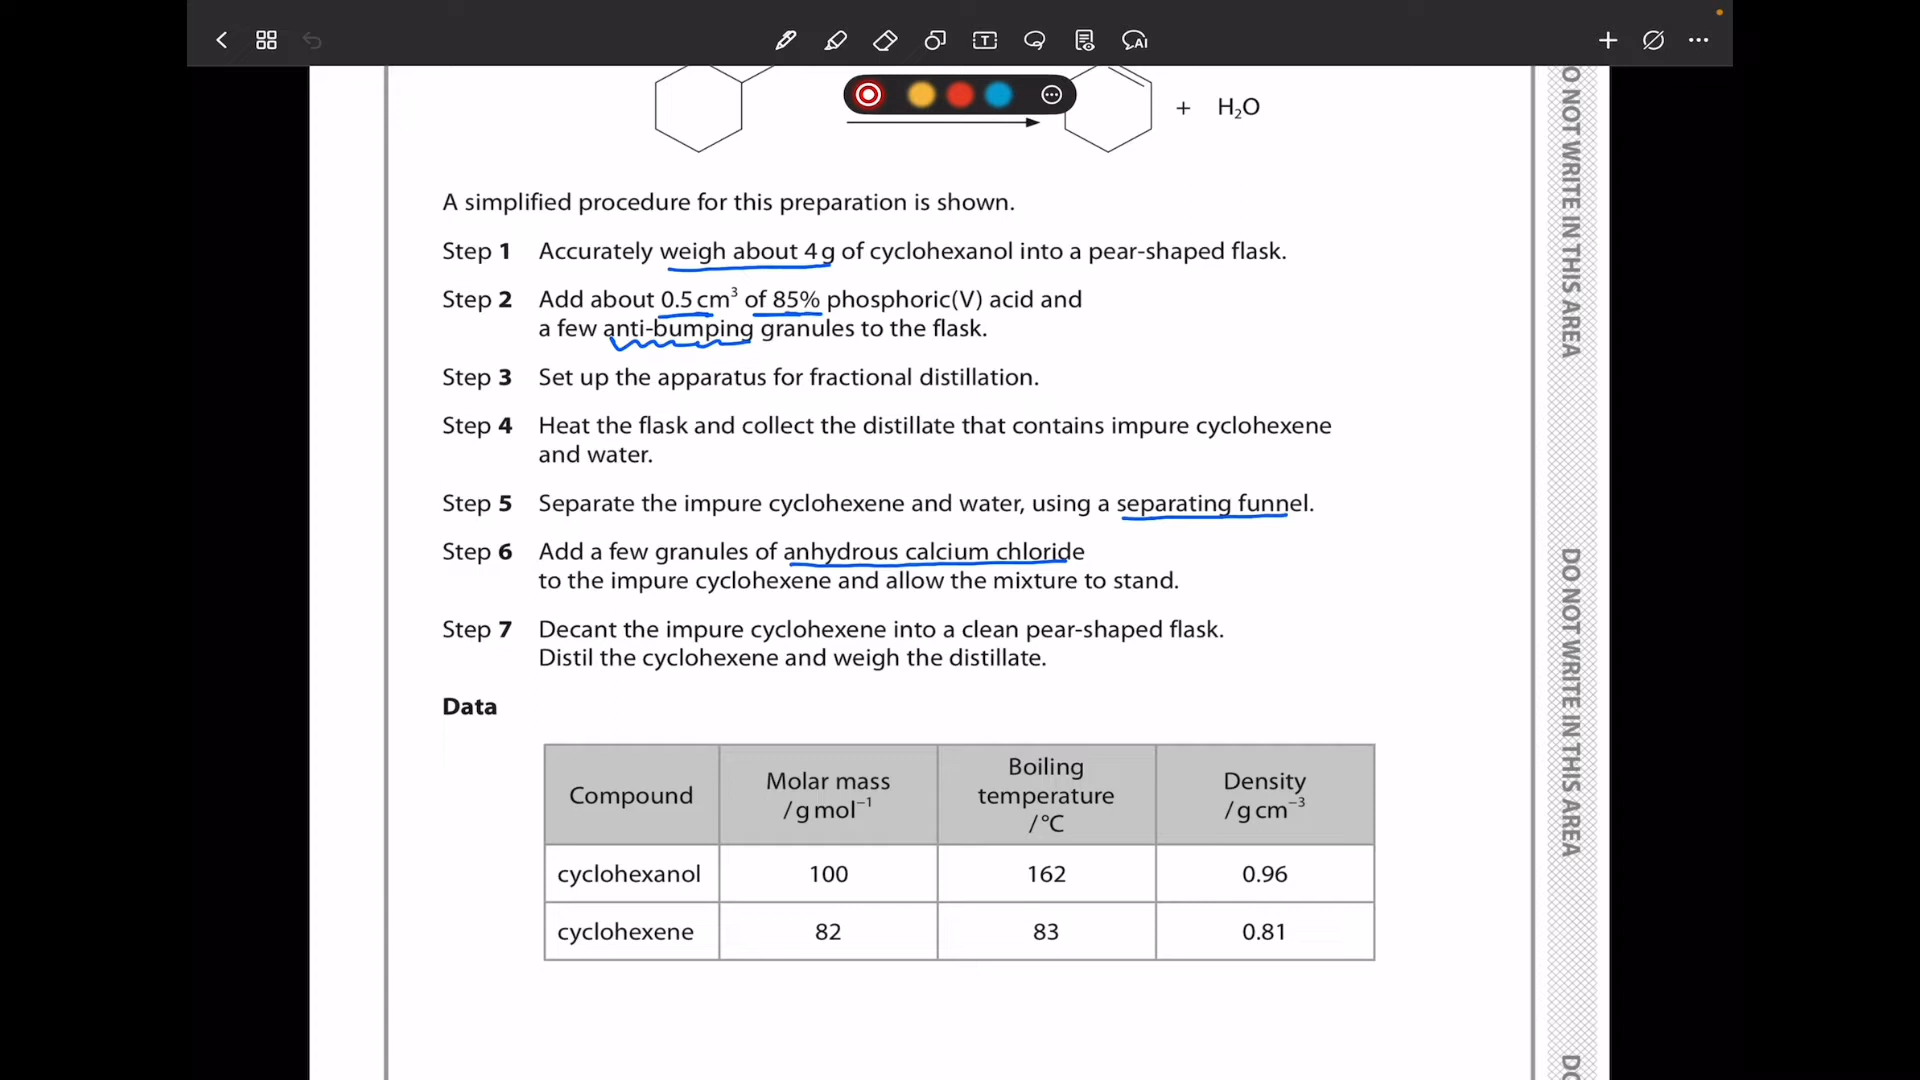 AI
+ H₂O
A simplified procedure for this preparation is shown.
Step 1 Accurately weigh about 4 g of cyclohexanol into a pear-shaped flask.
Step 2 Add about 0.5 cm³ of 85% phosphoric(V) acid and
a few anti-bumping granules to the flask.
Step 3 Set up the apparatus for fractional distillation.
Step 4 Heat the flask and collect the distillate that contains impure cyclohexene
and water.
Step 5 Separate the impure cyclohexene and water, using a separating funnel.
Step 6 Add a few granules of anhydrous calcium chloride
to the impure cyclohexene and allow the mixture to stand.
Step 7 Decant the impure cyclohexene into a clean pear-shaped flask.
Distil the cyclohexene and weigh the distillate.
Data
Compound Molar mass /g mol⁻¹ Boiling temperature /°C Density /g cm⁻³
cyclohexanol 100 162 0.96
cyclohexene 82 83 0.81
O NOT WRITE IN THIS AREA
DO NOT WRITE IN THIS AREA
DO